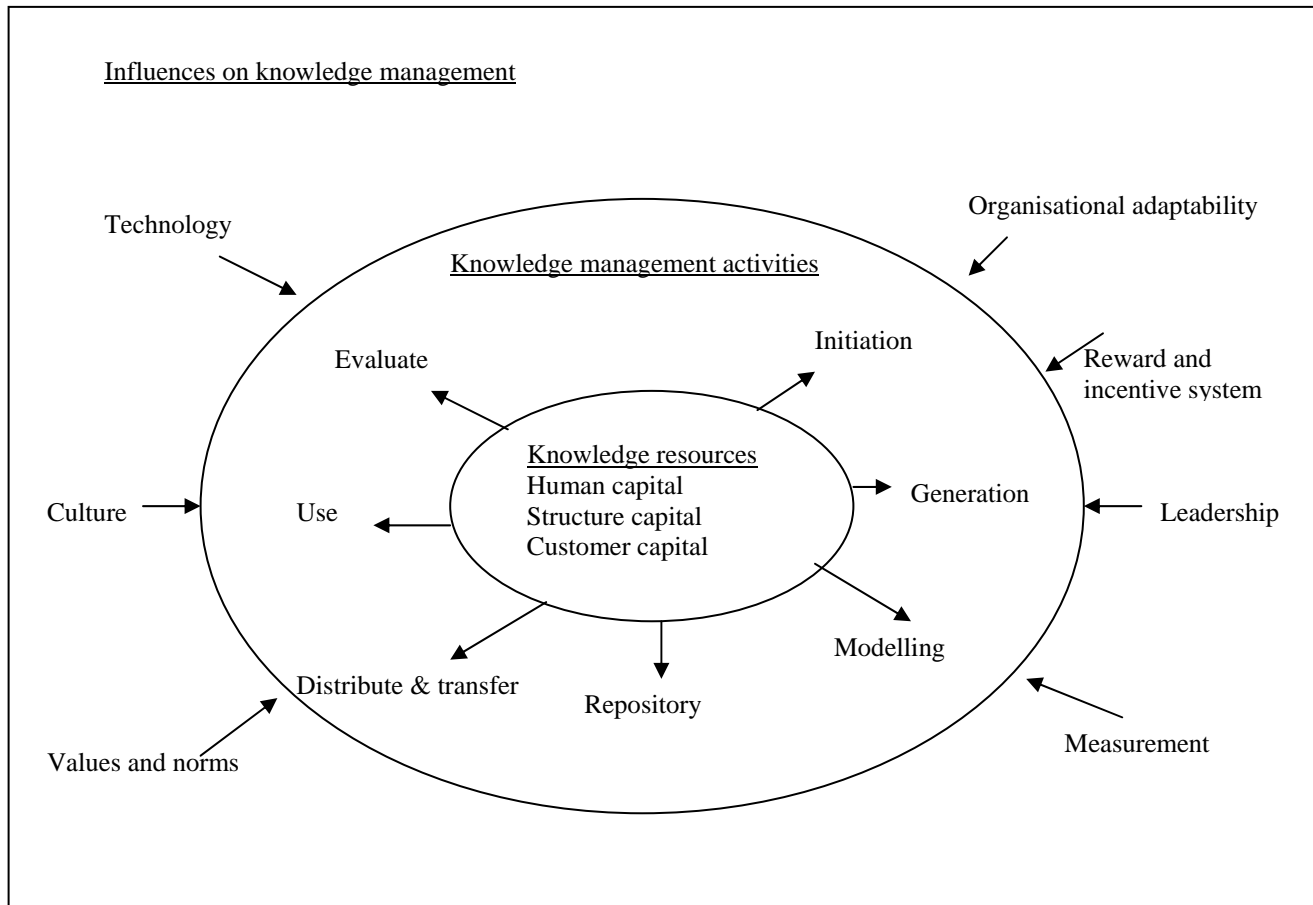 Influences on knowledge management
Organisational adaptability
Technology
Knowledge management activities
Initiation
Evaluate
Reward and
incentive system
Knowledge resources
Human capital
Structure capital
Customer capital
Generation
Culture
Use
Leadership
Modelling
Distribute & transfer
Repository
Measurement
Values and norms